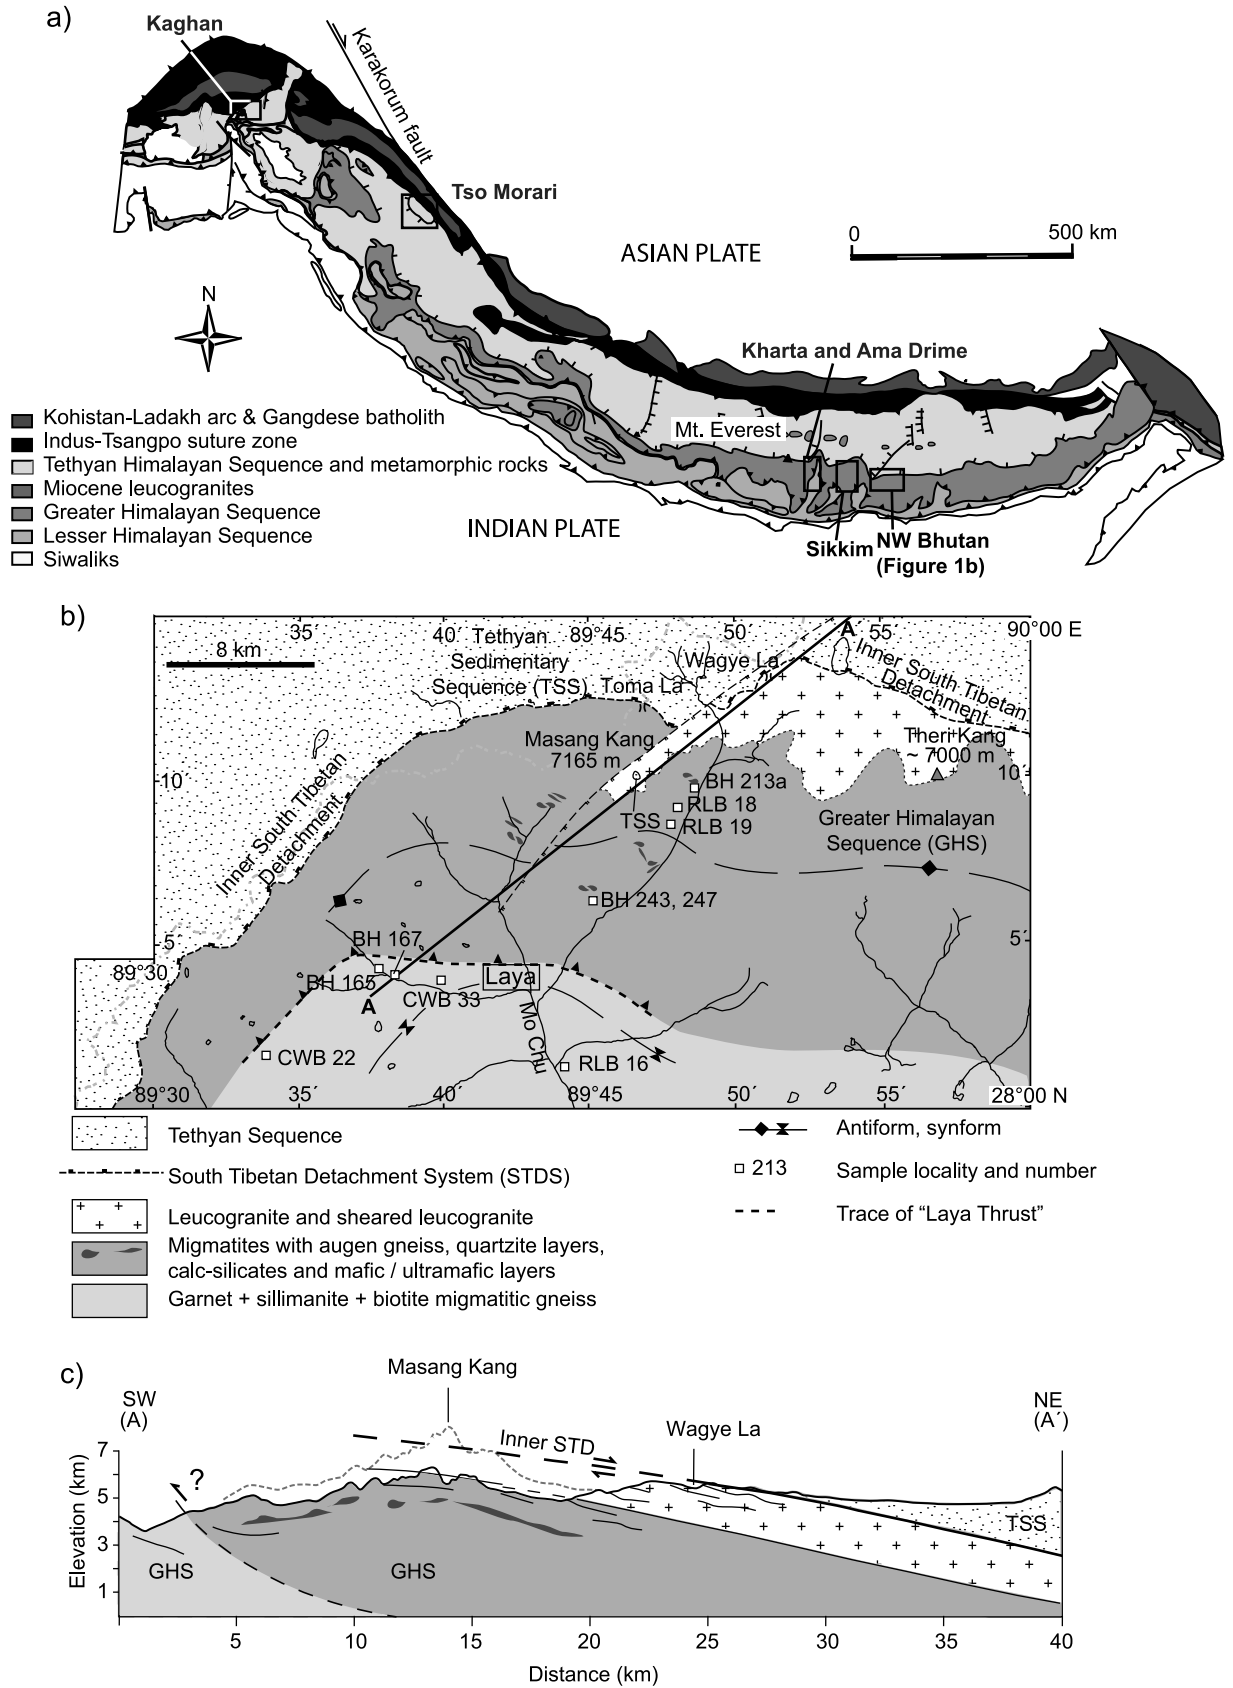 a)
Kaghan
Karakorum fault
Tso Morari
ASIAN PLATE
0 500 km
N
Kharta and Ama Drime
Mt. Everest
Kohistan-Ladakh arc & Gangdese batholith
Indus-Tsangpo suture zone
Tethyan Himalayan Sequence and metamorphic rocks
Miocene leucogranites
Greater Himalayan Sequence
Lesser Himalayan Sequence
Siwaliks
INDIAN PLATE
Sikkim
NW Bhutan
(Figure 1b)
b)
35 40´ 89°45 50 55 90°00 E
8 km
A
Tethyan
Sedimentary
Sequence (TSS)
Toma La
Wagye La
Inner South Tibetan
Detachment
Masang Kang
7165 m
Theri Kang
~ 7000 m
10´ 10´
BH 213a
RLB 18
TSS
RLB 19
Greater Himalayan
Sequence (GHS)
Inner South Tibetan
Detachment
BH 243, 247
BH 167
5´ 5´
89°30
BH 165
Laya
CWB 33
A
Mo Chu
CWB 22
RLB 16
89°30 35´ 40´ 89°45 50´ 55´ 28°00 N
Tethyan Sequence
South Tibetan Detachment System (STDS)
Leucogranite and sheared leucogranite
Migmatites with augen gneiss, quartzite layers,
calc-silicates and mafic / ultramafic layers
Garnet + sillimanite + biotite migmatitic gneiss
Antiform, synform
213 Sample locality and number
Trace of “Laya Thrust”
c)
Masang Kang
SW
(A)
NE
(A´)
Inner STD
Wagye La
?
7
5
3
1
Elevation (km)
TSS
GHS
GHS
5 10 15 20 25 30 35 40
Distance (km)